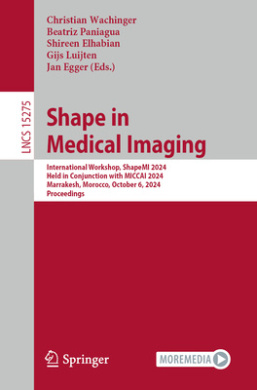 Christian Wachinger
Beatriz Paniagua
Shireen Elhabian
Gijs Luijten
Jan Egger (Eds.)
LNCS 15275
Shape in
Medical Imaging
International Workshop, ShapeMI 2024
Held in Conjunction with MICCAI 2024
Marrakesh, Morocco, October 6, 2024
Proceedings
Springer
MOREMEDIA